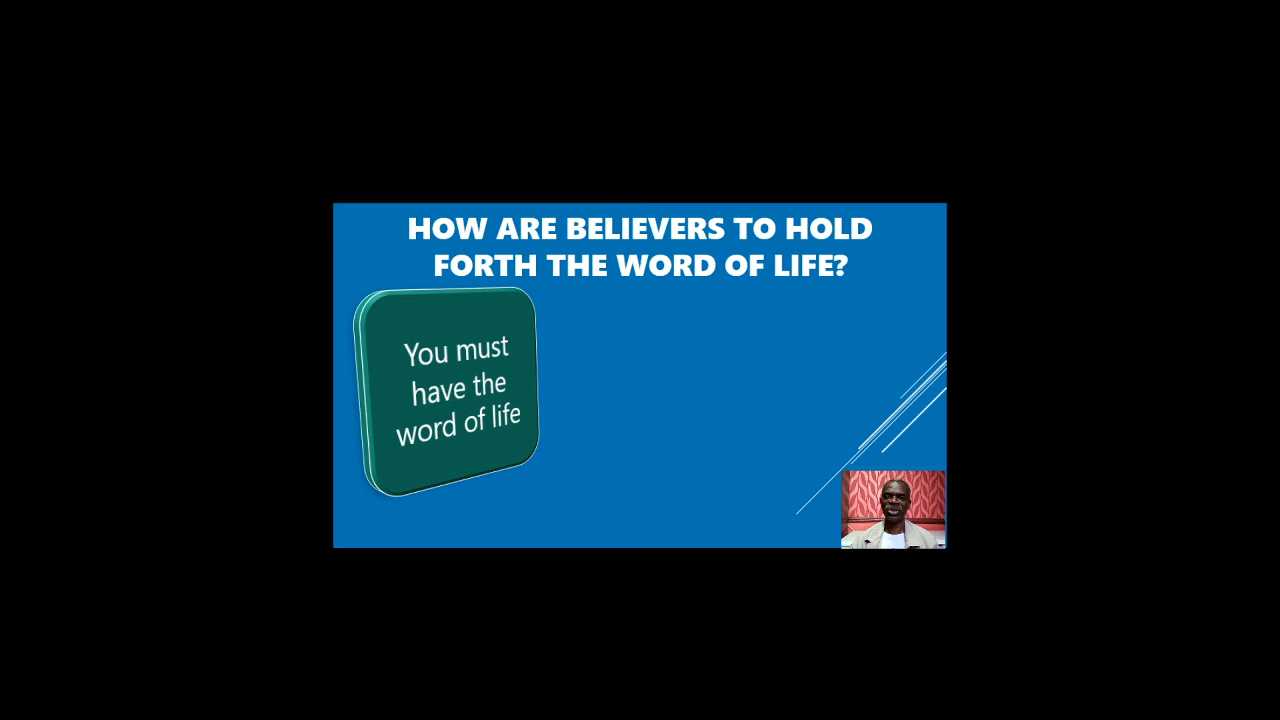 HOW ARE BELIEVERS TO HOLD
FORTH THE WORD OF LIFE?
You must
have the
word of life